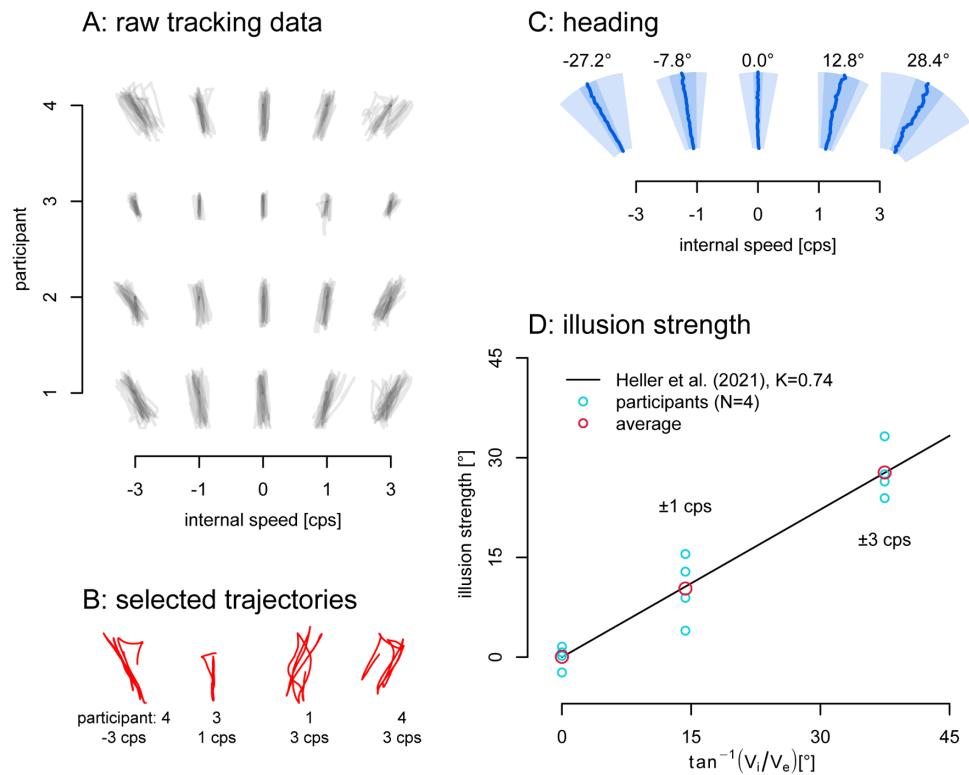 A: raw tracking data
participant
4
3
2
1
-3 -1 0 1 3
internal speed [cps]
B: selected trajectories
participant: 4 3 1 4
-3 cps 1 cps 3 cps 3 cps
C: heading
-27.2° -7.8° 0.0° 12.8° 28.4°
-3 -1 0 1 3
internal speed [cps]
D: illusion strength
illusion strength [°]
45
30
15
0
Heller et al. (2021), K=0.74
participants (N=4)
average
±1 cps
±3 cps
0 15 30 45
tan⁻¹(Vᵢ/Vₑ)[°]